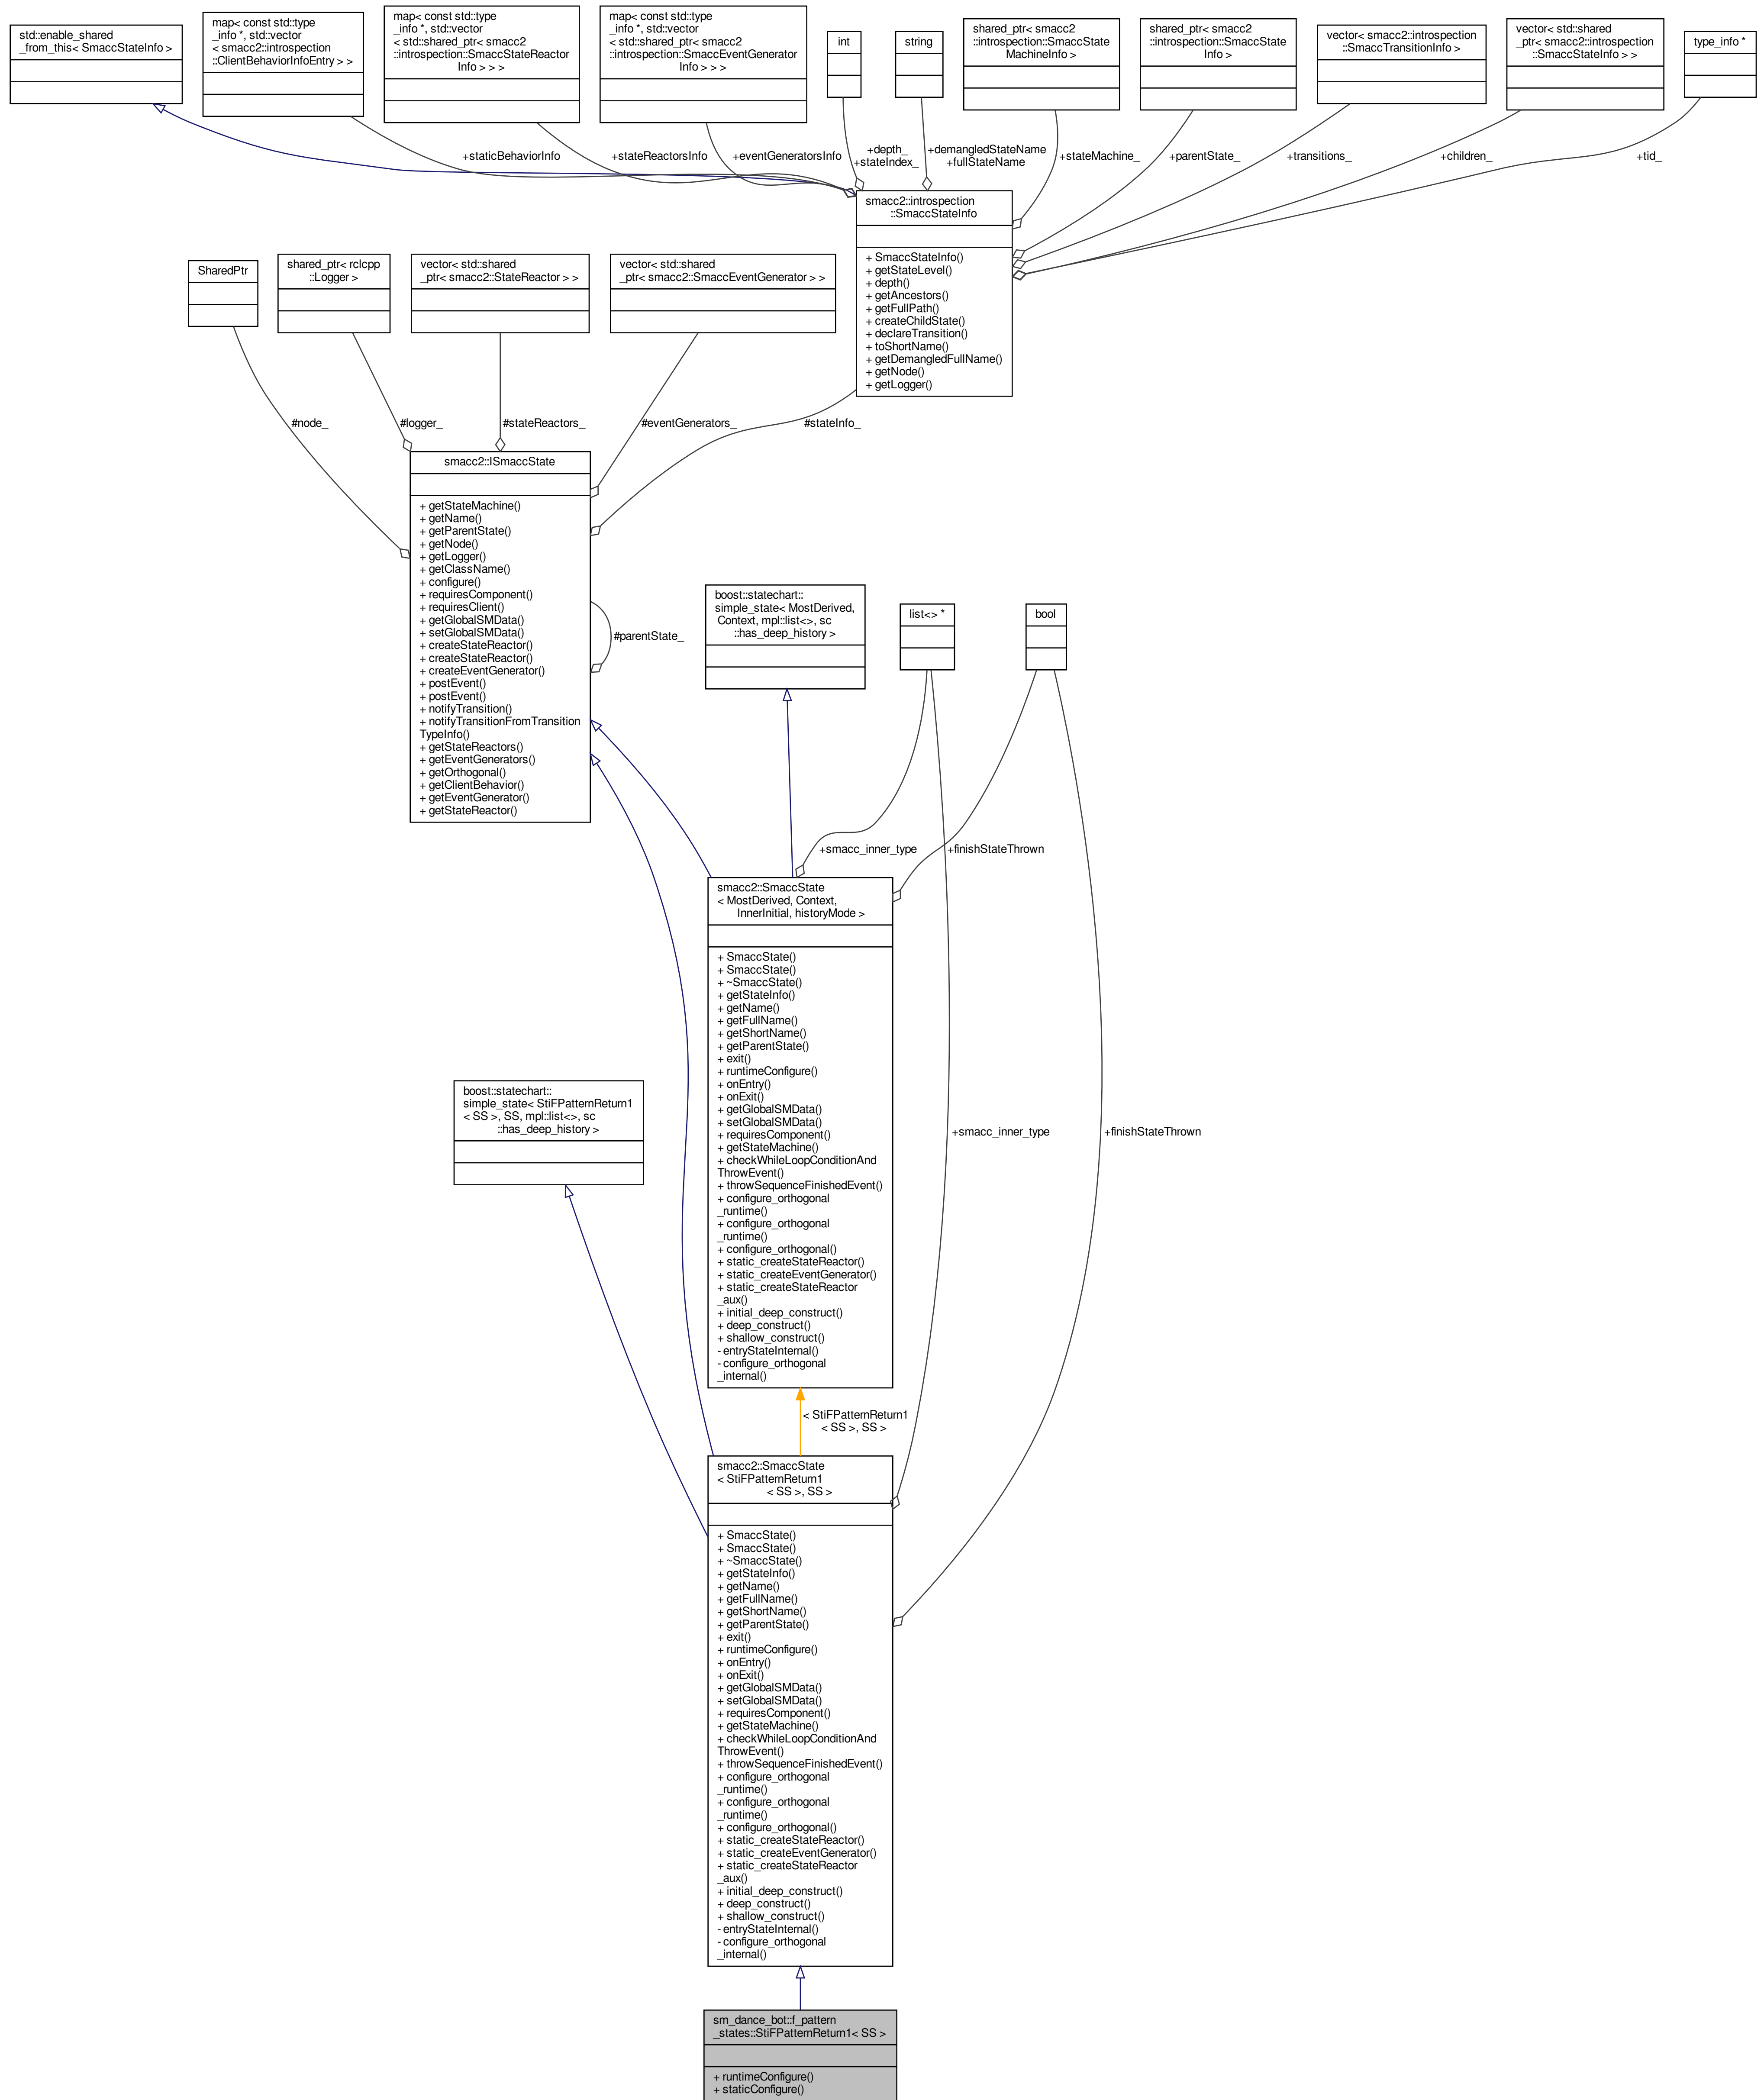 std::enable_shared
_from_this< SmaccStateInfo >
map< const std::type
_info *, std::vector
< smacc2::introspection
::ClientBehaviorInfoEntry > >
map< const std::type
_info *, std::vector
< std::shared_ptr< smacc2
::introspection::SmaccStateReactor
Info > > >
map< const std::type
_info *, std::vector
< std::shared_ptr< smacc2
::introspection::SmaccEventGenerator
Info > > >
int
string
shared_ptr< smacc2
::introspection::SmaccState
MachineInfo >
shared_ptr< smacc2
::introspection::SmaccState
Info >
vector< smacc2::introspection
::SmaccTransitionInfo >
vector< std::shared
_ptr< smacc2::introspection
::SmaccStateInfo > >
type_info *
+staticBehaviorInfo
+stateReactorsInfo
+eventGeneratorsInfo
+depth_
+stateIndex_
+demangledStateName
+fullStateName
+stateMachine_
+parentState_
+transitions_
+children_
+tid_
smacc2::introspection
::SmaccStateInfo
+ SmaccStateInfo()
+ getStateLevel()
+ depth()
+ getAncestors()
+ getFullPath()
+ createChildState()
+ declareTransition()
+ toShortName()
+ getDemangledFullName()
+ getNode()
+ getLogger()
SharedPtr
shared_ptr< rclcpp
::Logger >
vector< std::shared
_ptr< smacc2::StateReactor > >
vector< std::shared
_ptr< smacc2::SmaccEventGenerator > >
#node_
#logger_
#stateReactors_
#eventGenerators_
#stateInfo_
smacc2::ISmaccState
+ getStateMachine()
+ getName()
+ getParentState()
+ getNode()
+ getLogger()
+ getClassName()
+ configure()
+ requiresComponent()
+ requiresClient()
+ getGlobalSMData()
+ setGlobalSMData()
+ createStateReactor()
+ createStateReactor()
+ createEventGenerator()
+ postEvent()
+ postEvent()
+ notifyTransition()
+ notifyTransitionFromTransition
TypeInfo()
+ getStateReactors()
+ getEventGenerators()
+ getOrthogonal()
+ getClientBehavior()
+ getEventGenerator()
+ getStateReactor()
#parentState_
boost::statechart::
simple_state< MostDerived,
Context, mpl::list<>, sc
::has_deep_history >
list<> *
bool
+smacc_inner_type
+finishStateThrown
smacc2::SmaccState
< MostDerived, Context,
InnerInitial, historyMode >
+ SmaccState()
+ SmaccState()
+ ~SmaccState()
+ getStateInfo()
+ getName()
+ getFullName()
+ getShortName()
+ getParentState()
+ exit()
+ runtimeConfigure()
+ onEntry()
+ onExit()
+ getGlobalSMData()
+ setGlobalSMData()
+ requiresComponent()
+ getStateMachine()
+ checkWhileLoopConditionAnd
ThrowEvent()
+ throwSequenceFinishedEvent()
+ configure_orthogonal
_runtime()
+ configure_orthogonal
_runtime()
+ configure_orthogonal()
+ static_createStateReactor()
+ static_createEventGenerator()
+ static_createStateReactor
_aux()
+ initial_deep_construct()
+ deep_construct()
+ shallow_construct()
- entryStateInternal()
- configure_orthogonal
_internal()
boost::statechart::
simple_state< StiFPatternReturn1
< SS >, SS, mpl::list<>, sc
::has_deep_history >
+smacc_inner_type
+finishStateThrown
< StiFPatternReturn1
< SS >, SS >
smacc2::SmaccState
< StiFPatternReturn1
< SS >, SS >
+ SmaccState()
+ SmaccState()
+ ~SmaccState()
+ getStateInfo()
+ getName()
+ getFullName()
+ getShortName()
+ getParentState()
+ exit()
+ runtimeConfigure()
+ onEntry()
+ onExit()
+ getGlobalSMData()
+ setGlobalSMData()
+ requiresComponent()
+ getStateMachine()
+ checkWhileLoopConditionAnd
ThrowEvent()
+ throwSequenceFinishedEvent()
+ configure_orthogonal
_runtime()
+ configure_orthogonal
_runtime()
+ configure_orthogonal()
+ static_createStateReactor()
+ static_createEventGenerator()
+ static_createStateReactor
_aux()
+ initial_deep_construct()
+ deep_construct()
+ shallow_construct()
- entryStateInternal()
- configure_orthogonal
_internal()
sm_dance_bot::f_pattern
_states::StiFPatternReturn1< SS >
+ runtimeConfigure()
+ staticConfigure()